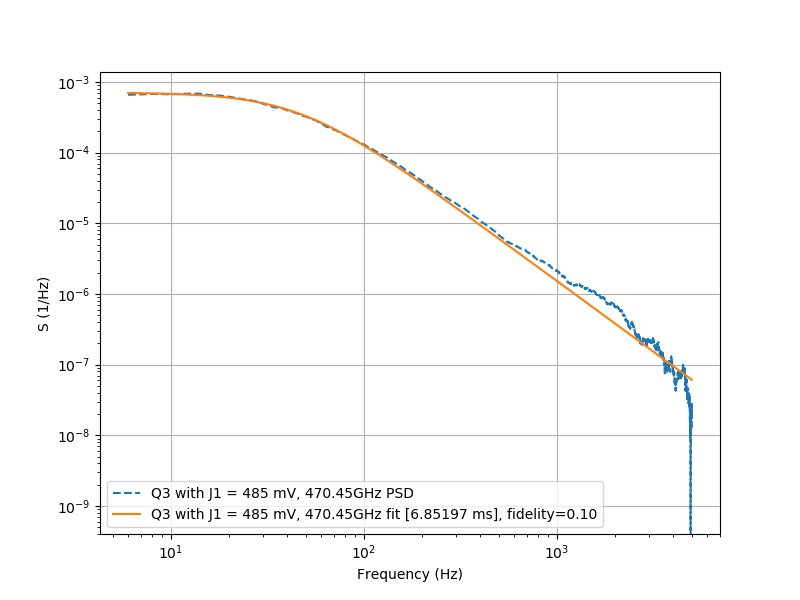 10⁻³
10⁻⁴
10⁻⁵
10⁻⁶
10⁻⁷
10⁻⁸
10⁻⁹
S (1/Hz)
Q3 with J1 = 485 mV, 470.45GHz PSD
Q3 with J1 = 485 mV, 470.45GHz fit [6.85197 ms], fidelity=0.10
10¹ 10² 10³
Frequency (Hz)